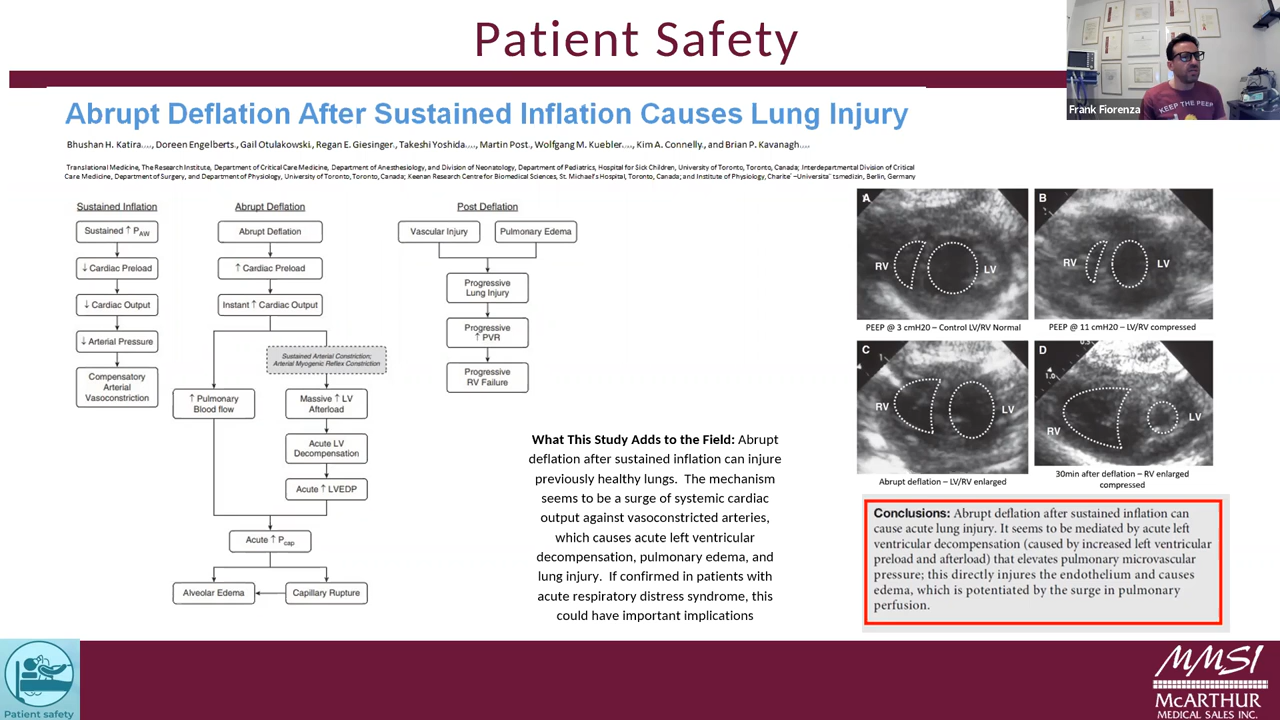 Patient Safety
Frank Fiorenza
KEEP THE PEEP
Abrupt Deflation After Sustained Inflation Causes Lung Injury
Bhushan H. Katira...., Doreen Engelberts., Gail Otulakowski., Regan E. Giesinger., Takeshi Yoshida...., Martin Post., Wolfgang M. Kuebler...., Kim A. Connelly., and Brian P. Kavanagh....
Translational Medicine, The Research Institute, Department of Critical Care Medicine, Department of Anesthesiology, and Division of Neonatology, Department of Pediatrics, Hospital for Sick Children, University of Toronto, Toronto, Canada; Interdepartmental Division of Critical
Care Medicine, Department of Surgery, and Department of Physiology, University of Toronto, Toronto, Canada; Keenan Research Centre for Biomedical Sciences, St. Michael's Hospital, Toronto, Canada; and Institute of Physiology, Charite´ –Universita¨tsmedizin, Berlin, Germany
Sustained Inflation
Sustained ↑ PAW
↓ Cardiac Preload
↓ Cardiac Output
↓ Arterial Pressure
Compensatory
Arterial
Vasoconstriction
Abrupt Deflation
Abrupt Deflation
↑ Cardiac Preload
Instant ↑ Cardiac Output
Sustained Arterial Constriction;
Arterial Myogenic Reflex Constriction
↑ Pulmonary
Blood flow
Massive ↑ LV
Afterload
Acute LV
Decompensation
Acute ↑ LVEDP
Acute ↑ Pcap
Alveolar Edema
Capillary Rupture
Post Deflation
Vascular Injury
Pulmonary Edema
Progressive
Lung Injury
Progressive
↑ PVR
Progressive
RV Failure
What This Study Adds to the Field: Abrupt
deflation after sustained inflation can injure
previously healthy lungs. The mechanism
seems to be a surge of systemic cardiac
output against vasoconstricted arteries,
which causes acute left ventricular
decompensation, pulmonary edema, and
lung injury. If confirmed in patients with
acute respiratory distress syndrome, this
could have important implications
A
RV
LV
PEEP @ 3 cmH20 – Control LV/RV Normal
B
RV
LV
PEEP @ 11 cmH20 – LV/RV compressed
C
1
RV
LV
Abrupt deflation – LV/RV enlarged
D
0.5
1.0
RV
LV
30min after deflation – RV enlarged
compressed
Conclusions: Abrupt deflation after sustained inflation can
cause acute lung injury. It seems to be mediated by acute left
ventricular decompensation (caused by increased left ventricular
preload and afterload) that elevates pulmonary microvascular
pressure; this directly injures the endothelium and causes
edema, which is potentiated by the surge in pulmonary
perfusion.
Patient safety
MMSI
McARTHUR
MEDICAL SALES INC.